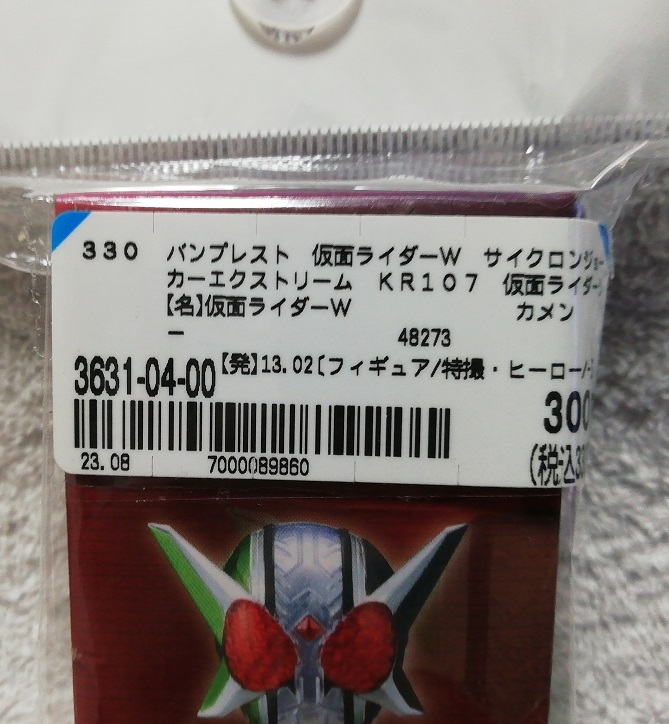 330 バンプレスト 仮面ライダーW サイクロンジョー
カーエクストリーム KR107 仮面ライダー
【名】仮面ライダーW カメン
ー 48273
3631-04-00 【発】13.02〔フィギュア/特撮・ヒーロー/
300
23.08 7000089860 (税込33